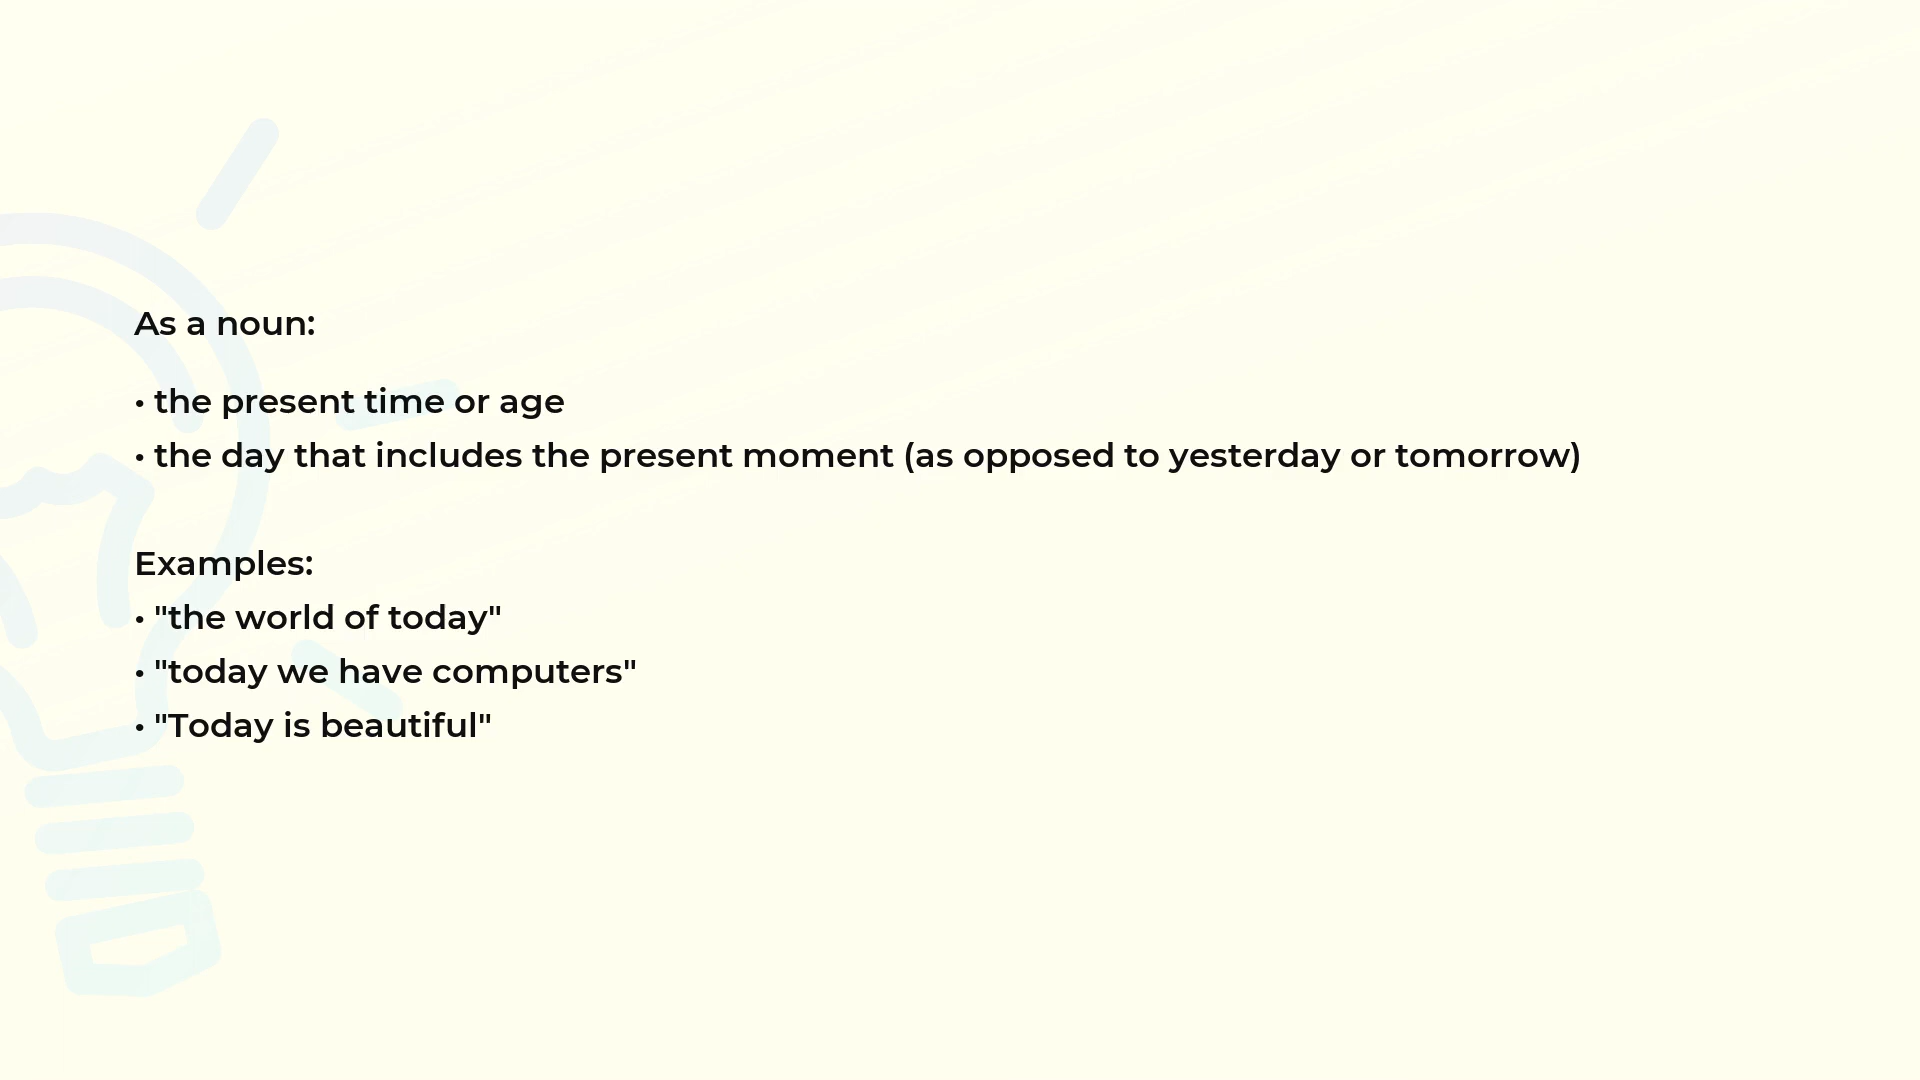 As a noun:
• the present time or age
• the day that includes the present moment (as opposed to yesterday or tomorrow)
Examples:
• "the world of today"
• "today we have computers"
• "Today is beautiful"